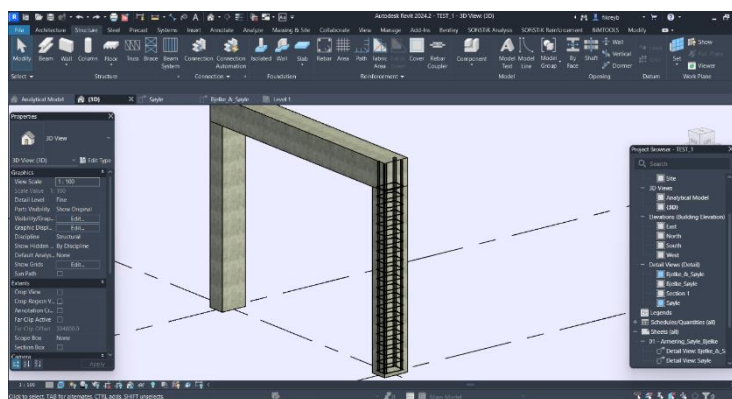 Autodesk Revit 2024.2 - TEST_1 - 3D View: {3D}
File Architecture Structure Steel Precast Systems Insert Annotate Analyze Massing & Site Collaborate View Manage Add-Ins Bentley SOFiSTiK Analysis SOFiSTiK Reinforcement BIMTOOLS Modify
Modify Beam Wall Column Floor Truss Brace Beam System Connection Connection Automation Isolated Wall Slab Rebar Area Path Fabric Area Cover Rebar Coupler Component Model Text Model Line Model Group By Face Shaft Wall Vertical Dormer Set Show Viewer
Select Structure Connection Foundation Reinforcement Model Opening Datum Work Plane
Analytical Model {3D} X Søyle Bjelke_&_Søyle Level 1
Properties X
3D View
3D View: {3D} Edit Type
Graphics
View Scale 1 : 100
Scale Value 1: 100
Detail Level Fine
Parts Visibility Show Original
Visibility/Grap... Edit...
Graphic Displ... Edit...
Discipline Structural
Show Hidden ... By Discipline
Default Analys... None
Show Grids Edit...
Sun Path
Extents
Crop View
Crop Region V...
Annotation Cr...
Far Clip Active
Far Clip Offset 304800.0
Scope Box None
Section Box
Camera
Apply
Project Browser - TEST_1 X
Search
Site
3D Views
Analytical Model
{3D}
Elevations (Building Elevation)
East
North
South
West
Detail Views (Detail)
Bjelke_&_Søyle
Bjelke_Søyle
Section 1
Søyle
Legends
Schedules/Quantities (all)
Sheets (all)
01 - Armering_Søyle_Bjelke
Detail View: Bjelke_&_S
Detail View: Søyle
1 : 100
Click to select, TAB for alternates, CTRL adds, SHIFT unselects.
Main Model